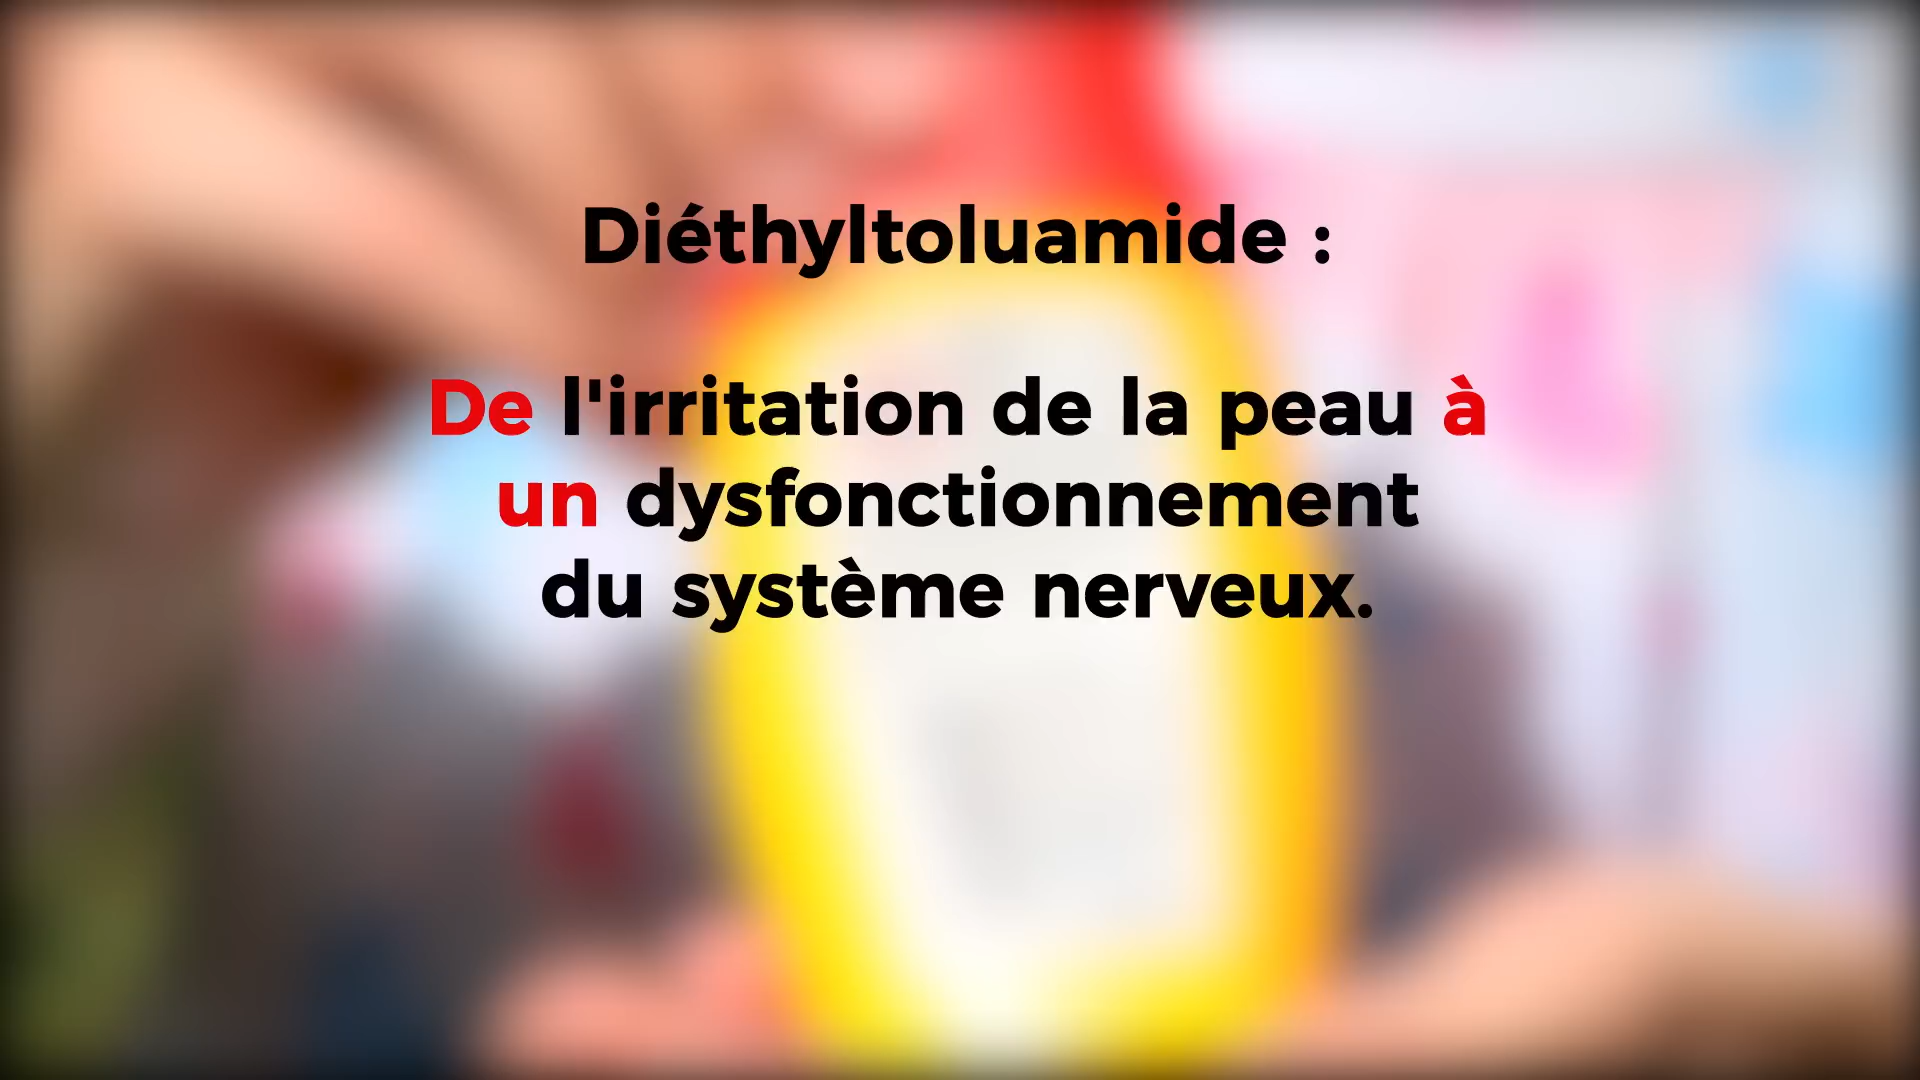 Diéthyltoluamide :
De l'irritation de la peau à
un dysfonctionnement
du système nerveux.